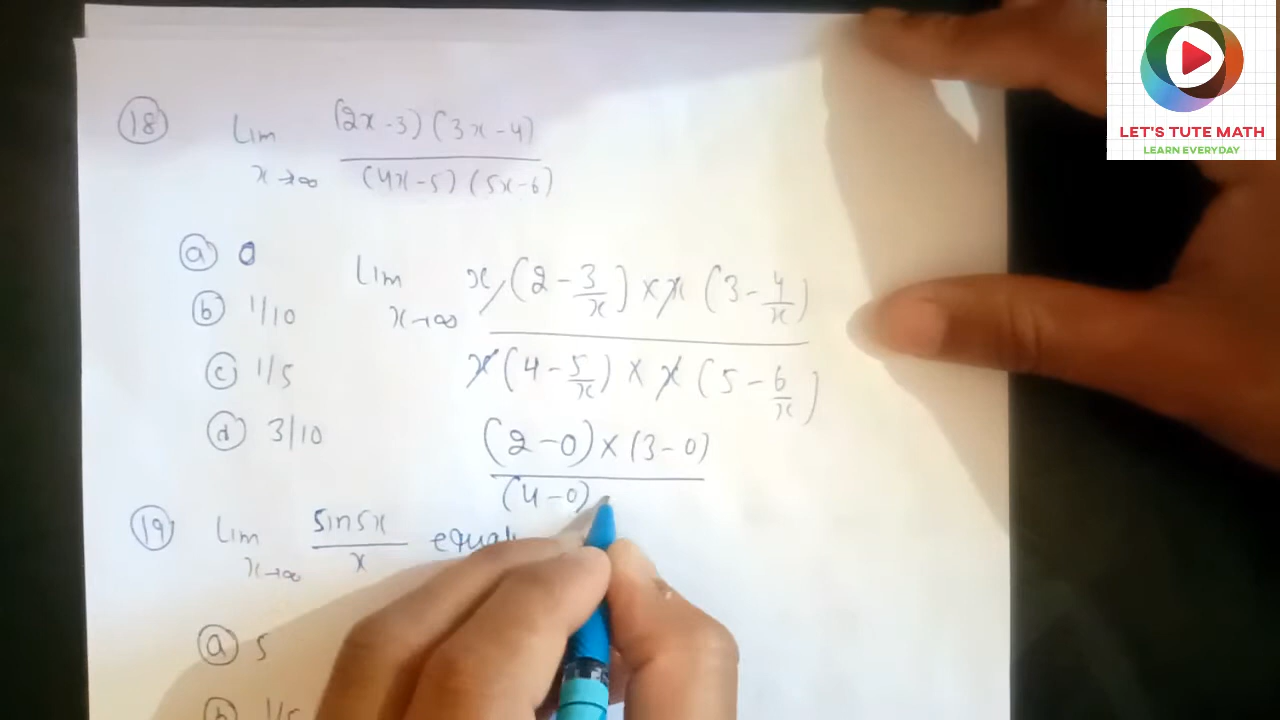 LET'S TUTE MATH
LEARN EVERYDAY
18 Lim x→∞ (2x-3)(3x-4) / (4x-5)(5x-6)
a 0
b 1/10
c 1/5
d 3/10
Lim x→∞ x(2-3/x)×x(3-4/x) / x(4-5/x)×x(5-6/x)
(2-0)×(3-0) / (4-0)
19 Lim x→∞ sin5x / x
a 5
b 1/5